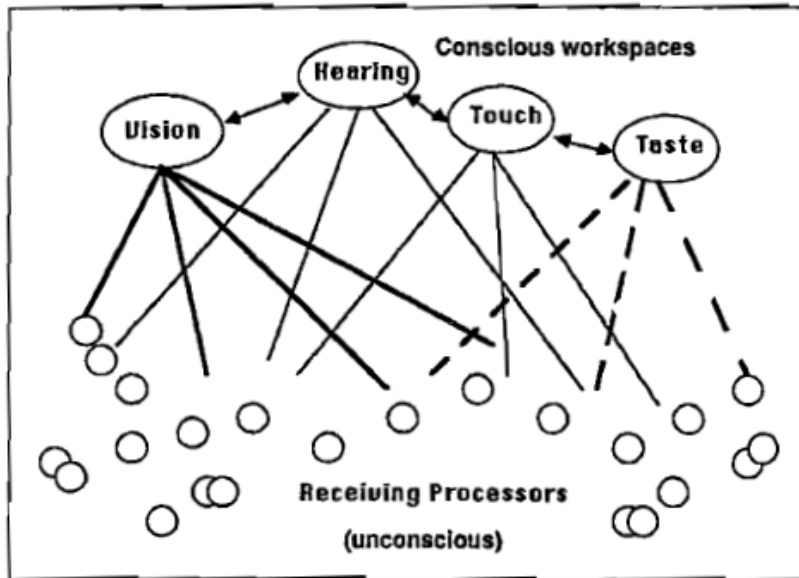 Conscious workspaces
Hearing
Vision
Touch
Taste
Receiving Processors
(unconscious)